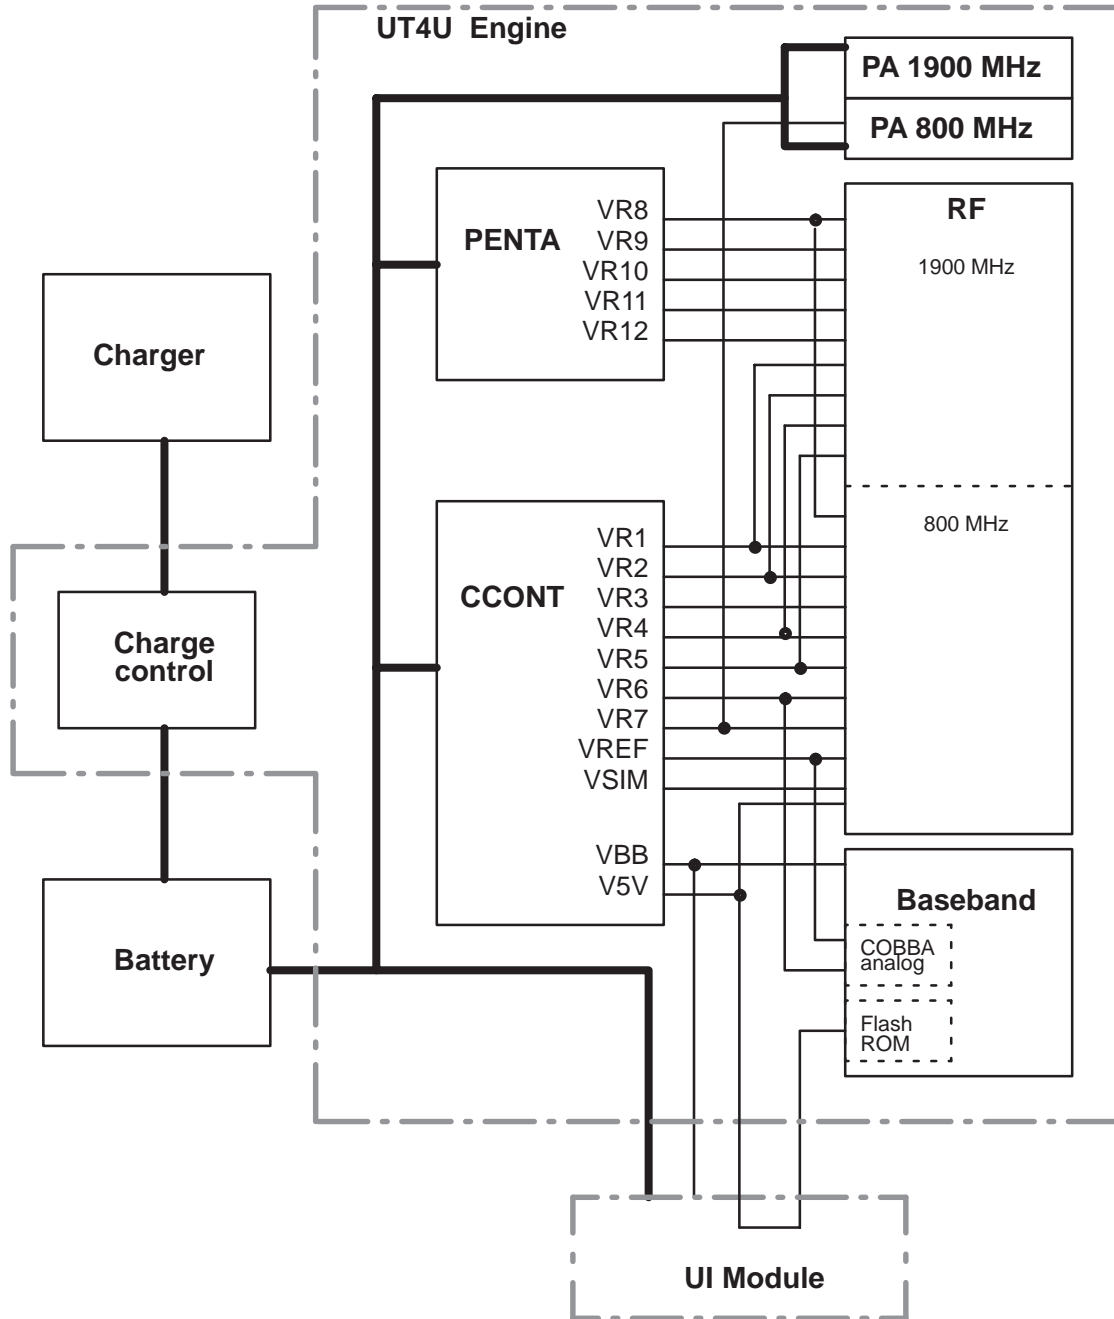 UT4U Engine
PA 1900 MHz
PA 800 MHz
PENTA
VR8
VR9
VR10
VR11
VR12
RF
1900 MHz
800 MHz
Charger
Charge
control
Battery
CCONT
VR1
VR2
VR3
VR4
VR5
VR6
VR7
VREF
VSIM
VBB
V5V
Baseband
COBBA
analog
Flash
ROM
UI Module